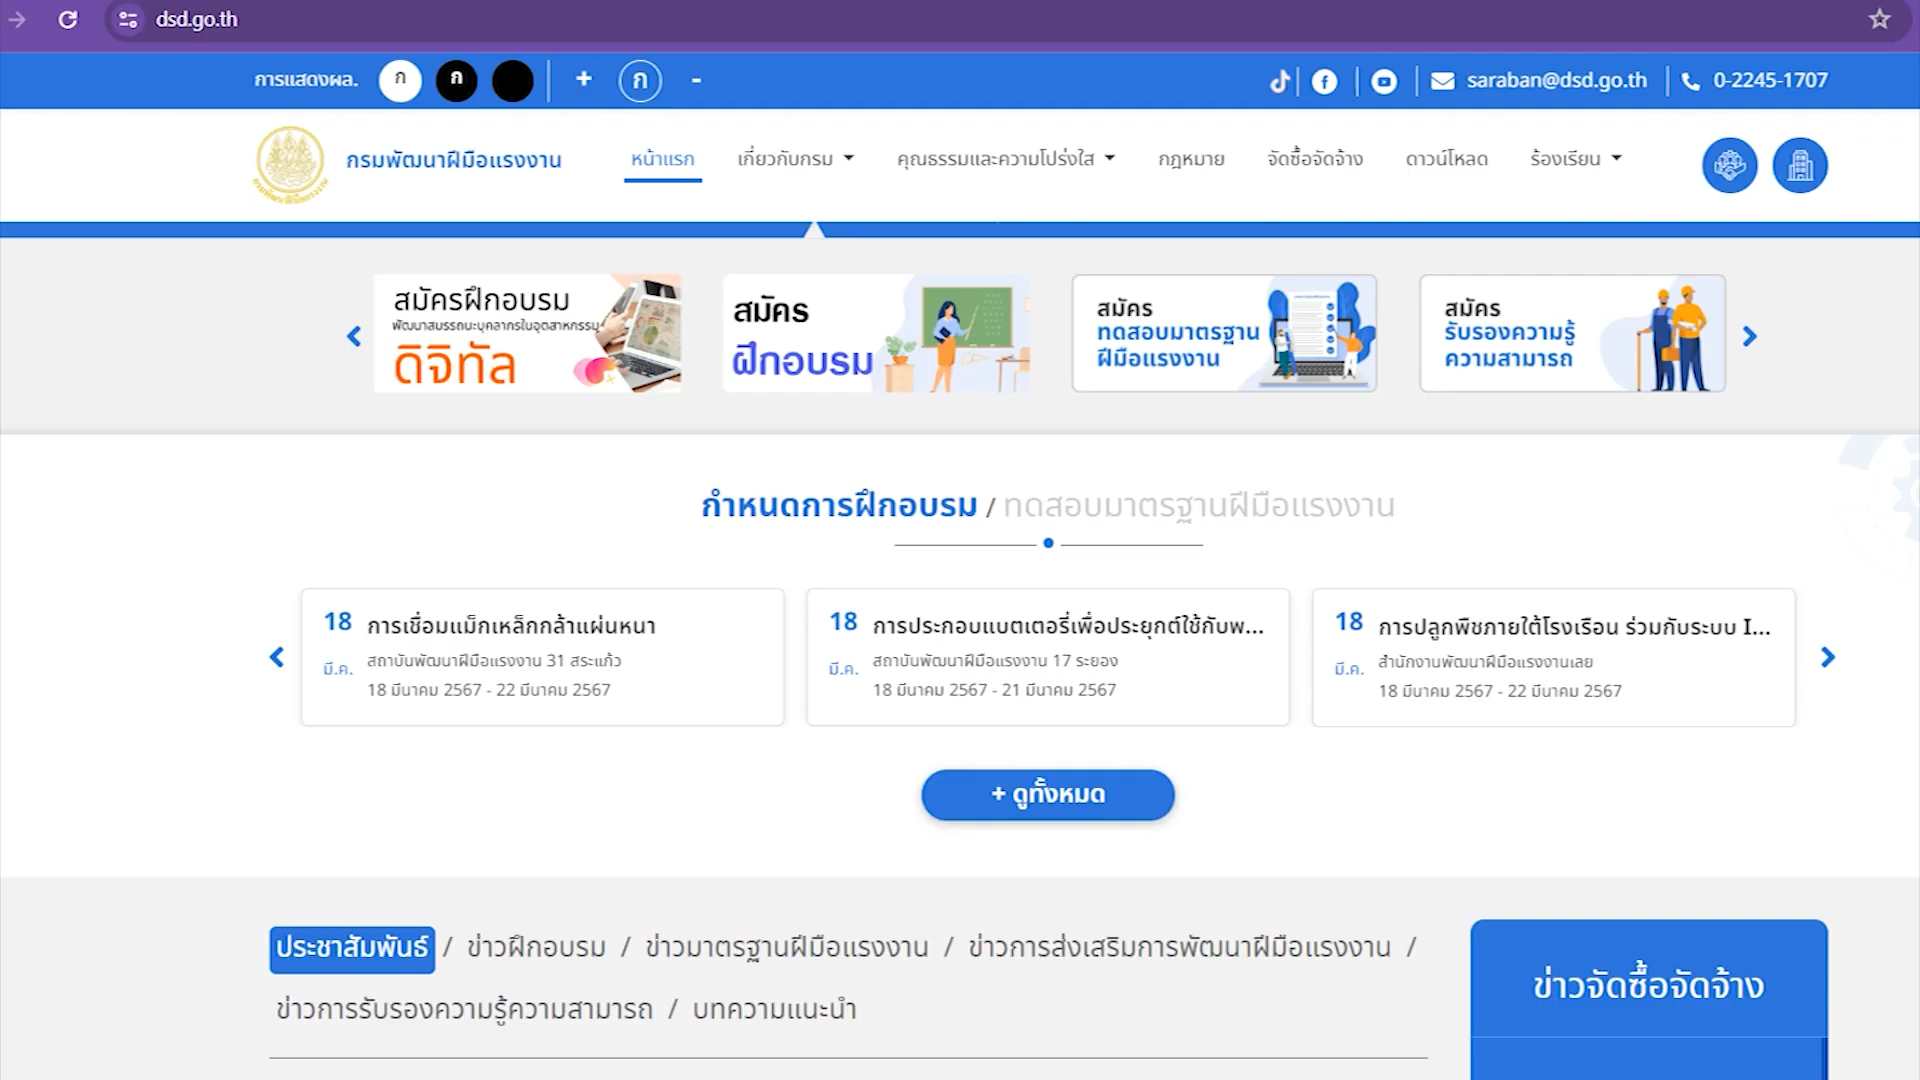 dsd.go.th
การแสดงผล. ก ก + ก -
saraban@dsd.go.th 0-2245-1707
กรมพัฒนาฝีมือแรงงาน
หน้าแรก เกี่ยวกับกรม คุณธรรมและความโปร่งใส กฎหมาย จัดซื้อจัดจ้าง ดาวน์โหลด ร้องเรียน
สมัครฝึกอบรม
พัฒนาสมรรถนะบุคลากรในอุตสาหกรรม
ดิจิทัล
สมัคร
ฝึกอบรม
สมัคร
ทดสอบมาตรฐาน
ฝีมือแรงงาน
สมัคร
รับรองความรู้
ความสามารถ
กำหนดการฝึกอบรม / ทดสอบมาตรฐานฝีมือแรงงาน
18 มี.ค.
การเชื่อมแม็กเหล็กกล้าแผ่นหนา
สถาบันพัฒนาฝีมือแรงงาน 31 สระแก้ว
18 มีนาคม 2567 - 22 มีนาคม 2567
18 มี.ค.
การประกอบแบตเตอรี่เพื่อประยุกต์ใช้กับพ...
สถาบันพัฒนาฝีมือแรงงาน 17 ระยอง
18 มีนาคม 2567 - 21 มีนาคม 2567
18 มี.ค.
การปลูกพืชภายใต้โรงเรือน ร่วมกับระบบ I...
สำนักงานพัฒนาฝีมือแรงงานเลย
18 มีนาคม 2567 - 22 มีนาคม 2567
+ ดูทั้งหมด
ประชาสัมพันธ์ / ข่าวฝึกอบรม / ข่าวมาตรฐานฝีมือแรงงาน / ข่าวการส่งเสริมการพัฒนาฝีมือแรงงาน /
ข่าวการรับรองความรู้ความสามารถ / บทความแนะนำ
ข่าวจัดซื้อจัดจ้าง